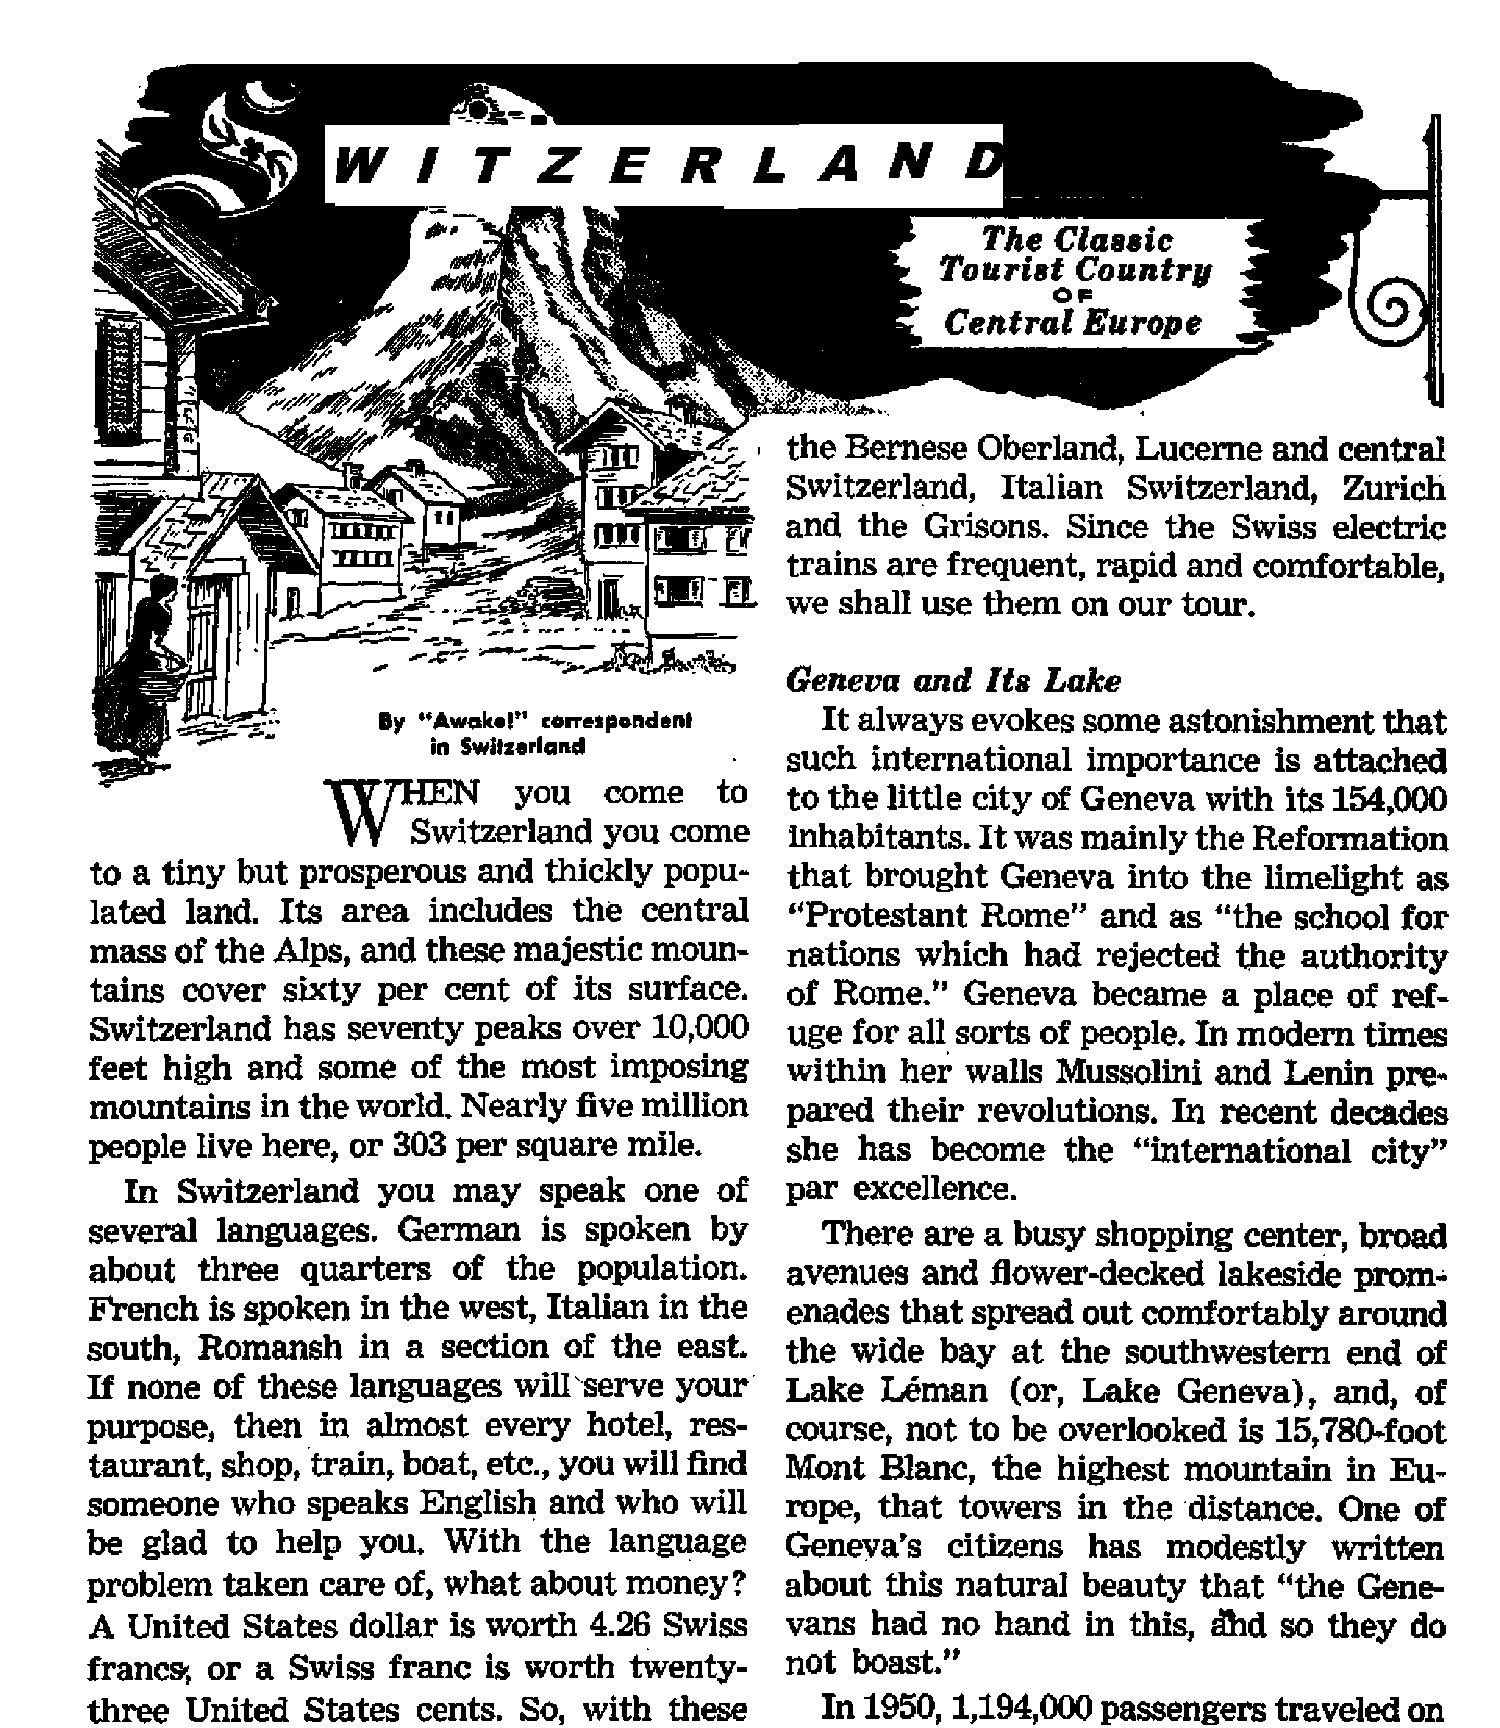 SWITZERLAND
The Classic
Tourist Country
OF
Central Europe
By "Awake!" correspondent
in Switzerland
WHEN you come to
Switzerland you come
to a tiny but prosperous and thickly popu-
lated land. Its area includes the central
mass of the Alps, and these majestic moun-
tains cover sixty per cent of its surface.
Switzerland has seventy peaks over 10,000
feet high and some of the most imposing
mountains in the world. Nearly five million
people live here, or 303 per square mile.
In Switzerland you may speak one of
several languages. German is spoken by
about three quarters of the population.
French is spoken in the west, Italian in the
south, Romansh in a section of the east.
If none of these languages will serve your
purpose, then in almost every hotel, res-
taurant, shop, train, boat, etc., you will find
someone who speaks English and who will
be glad to help you. With the language
problem taken care of, what about money?
A United States dollar is worth 4.26 Swiss
francs, or a Swiss franc is worth twenty-
three United States cents. So, with these
the Bernese Oberland, Lucerne and central
Switzerland, Italian Switzerland, Zurich
and the Grisons. Since the Swiss electric
trains are frequent, rapid and comfortable,
we shall use them on our tour.
Geneva and Its Lake
It always evokes some astonishment that
such international importance is attached
to the little city of Geneva with its 154,000
inhabitants. It was mainly the Reformation
that brought Geneva into the limelight as
"Protestant Rome" and as "the school for
nations which had rejected the authority
of Rome." Geneva became a place of ref-
uge for all sorts of people. In modern times
within her walls Mussolini and Lenin pre-
pared their revolutions. In recent decades
she has become the "international city"
par excellence.
There are a busy shopping center, broad
avenues and flower-decked lakeside prom-
enades that spread out comfortably around
the wide bay at the southwestern end of
Lake Léman (or, Lake Geneva), and, of
course, not to be overlooked is 15,780-foot
Mont Blanc, the highest mountain in Eu-
rope, that towers in the distance. One of
Geneva's citizens has modestly written
about this natural beauty that "the Gene-
vans had no hand in this, and so they do
not boast."
In 1950, 1,194,000 passengers traveled on